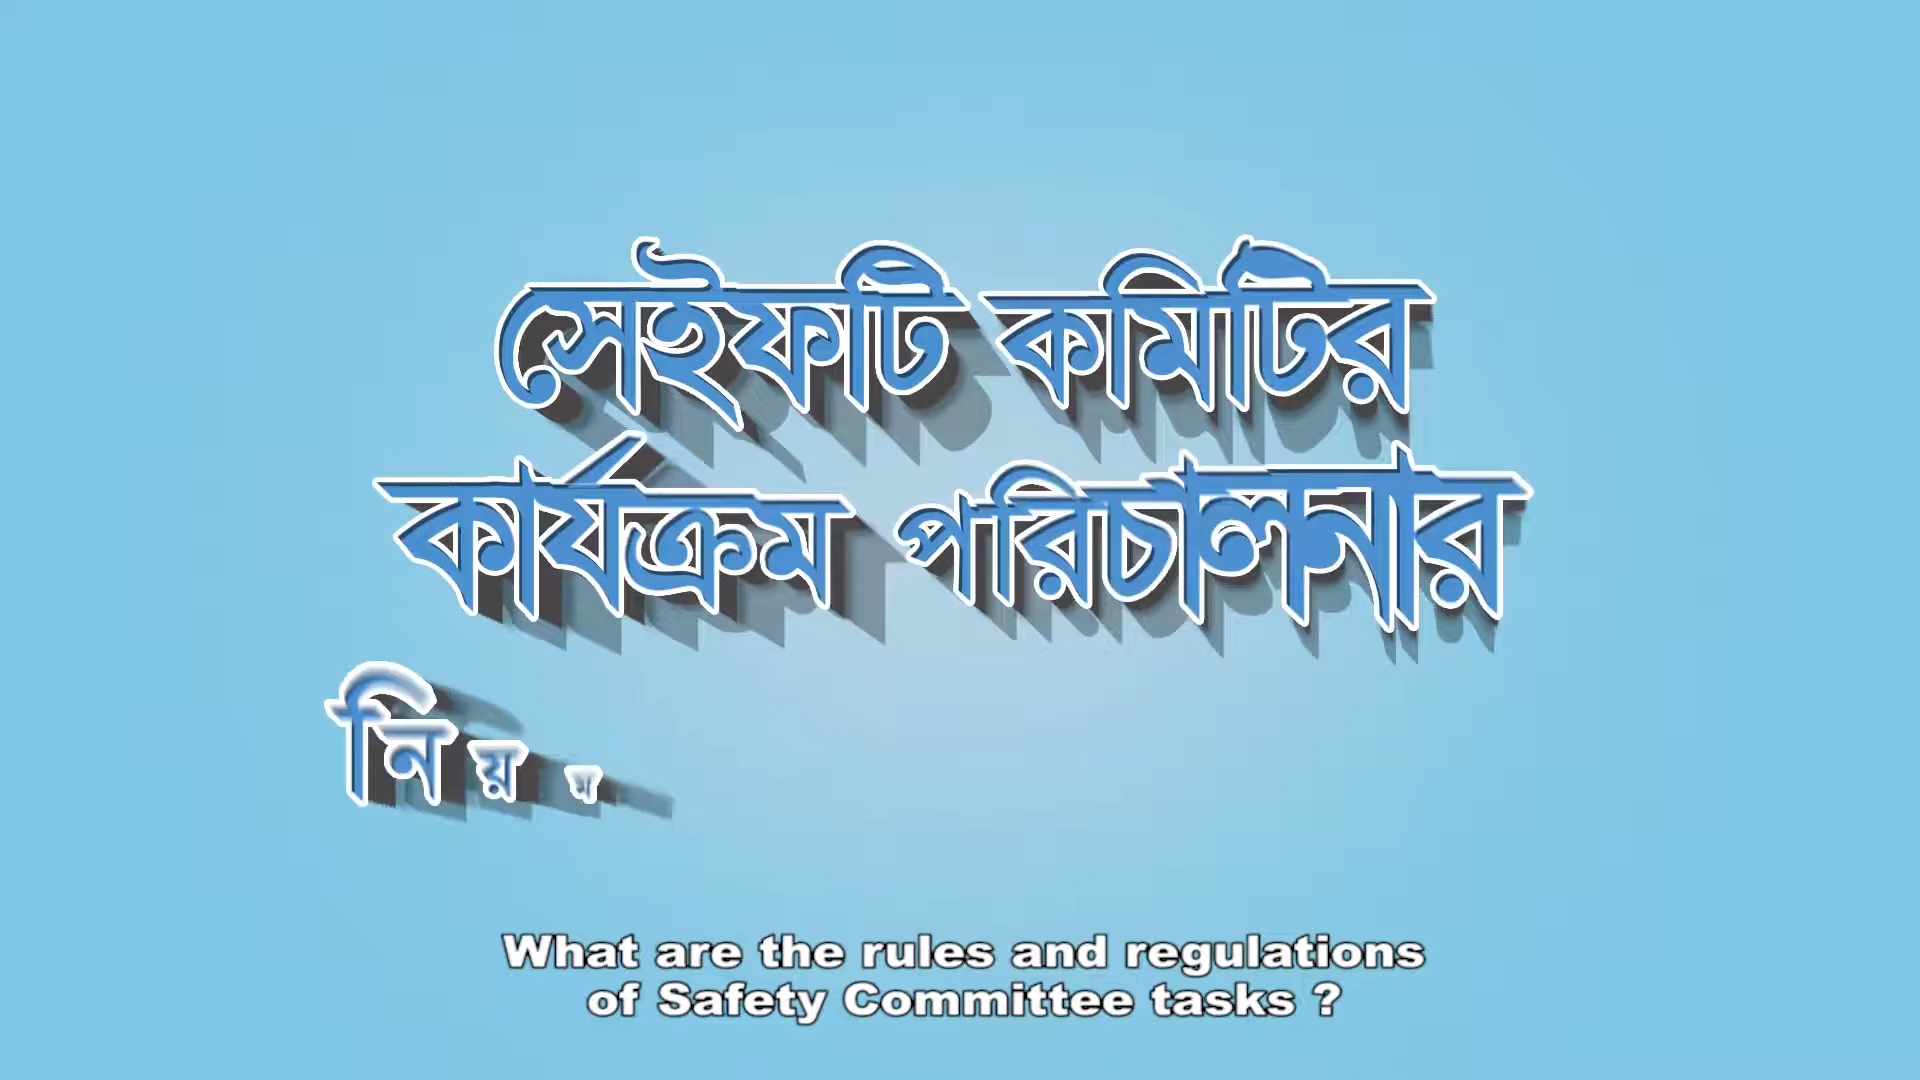 সেইফটি কমিটির
কার্যক্রম পরিচালনার
নিয়ম
What are the rules and regulations
of Safety Committee tasks ?